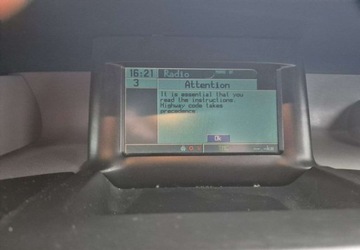 16:21 Radio
3
Attention
It is essential that you
read the instructions.
Highway code takes
precedence.
Ok